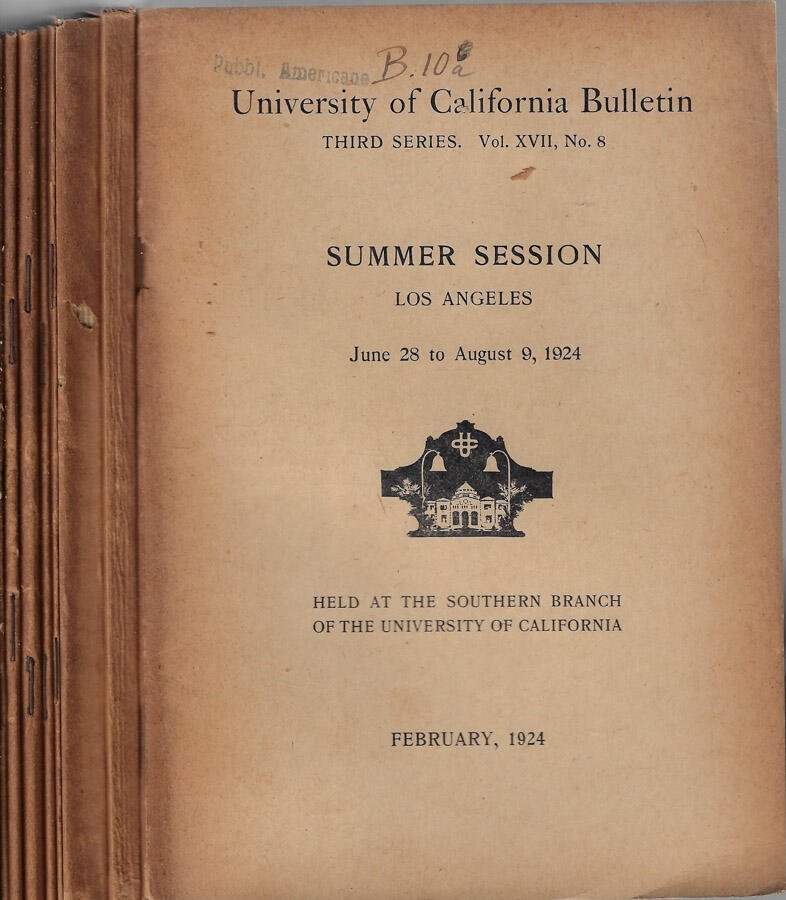 Pubbl. Americane B.10 a
University of California Bulletin
THIRD SERIES. Vol. XVII, No. 8
SUMMER SESSION
LOS ANGELES
June 28 to August 9, 1924
HELD AT THE SOUTHERN BRANCH
OF THE UNIVERSITY OF CALIFORNIA
FEBRUARY, 1924